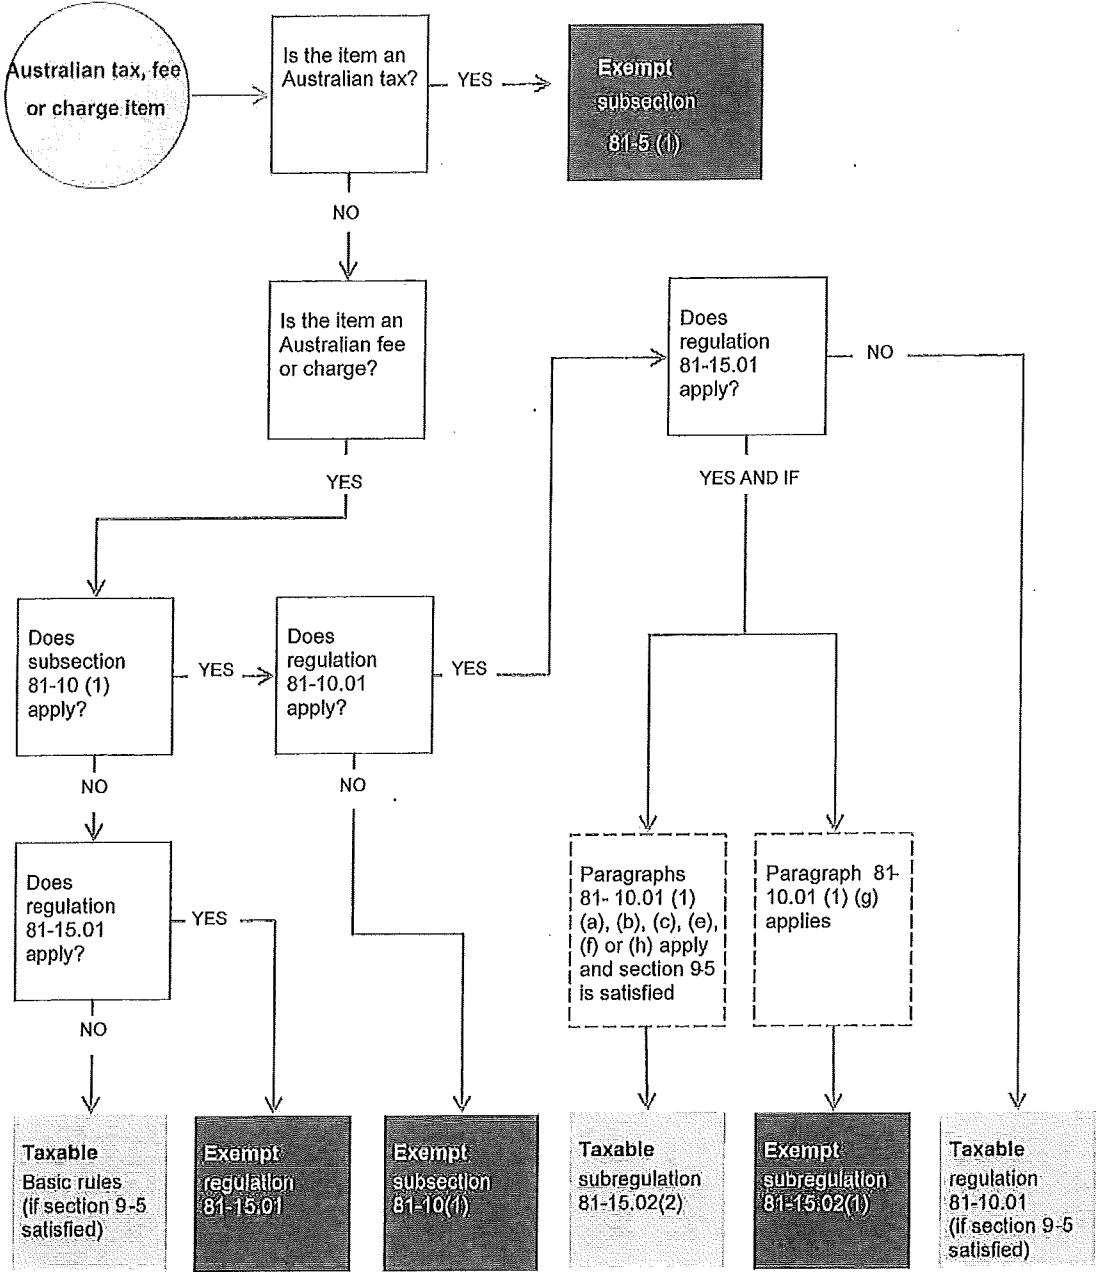 Australian tax, fee
or charge item
Is the item an
Australian tax?
YES
Exempt
subsection
81-5 (1)
NO
Is the item an
Australian fee
or charge?
YES
Does
subsection
81-10 (1)
apply?
YES
Does
regulation
81-10.01
apply?
YES
Does
regulation
81-15.01
apply?
NO
YES AND IF
NO
NO
Does
regulation
81-15.01
apply?
YES
NO
Paragraphs
81- 10.01 (1)
(a), (b), (c), (e),
(f) or (h) apply
and section 9-5
is satisfied
Paragraph 81-
10.01 (1) (g)
applies
Taxable
Basic rules
(if section 9-5
satisfied)
Exempt
regulation
81-15.01
Exempt
subsection
81-10(1)
Taxable
subregulation
81-15.02(2)
Exempt
subregulation
81-15.02(1)
Taxable
regulation
81-10.01
(if section 9-5
satisfied)